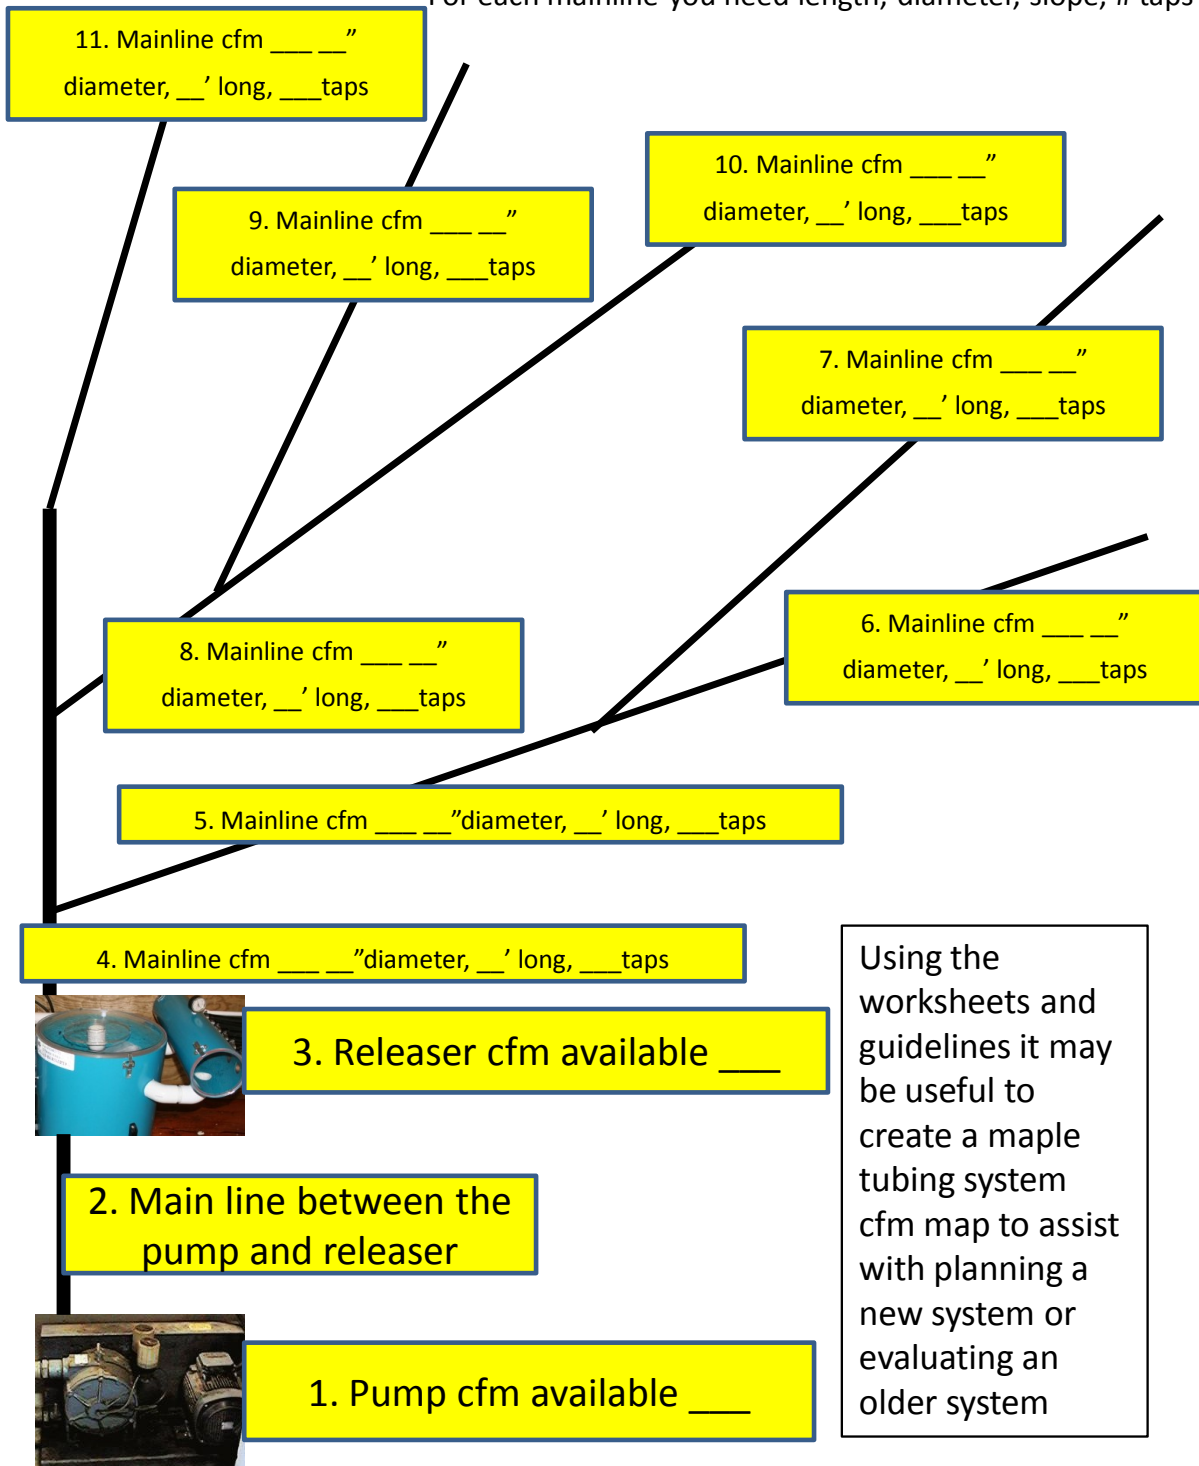 For each mainline you need length, diameter, slope, # taps
11. Mainline cfm ___ __”
diameter, __’ long, ___taps
10. Mainline cfm ___ __”
diameter, __’ long, ___taps
9. Mainline cfm ___ __”
diameter, __’ long, ___taps
7. Mainline cfm ___ __”
diameter, __’ long, ___taps
6. Mainline cfm ___ __”
diameter, __’ long, ___taps
8. Mainline cfm ___ __”
diameter, __’ long, ___taps
5. Mainline cfm ___ __”diameter, __’ long, ___taps
4. Mainline cfm ___ __”diameter, __’ long, ___taps
3. Releaser cfm available ___
2. Main line between the
pump and releaser
1. Pump cfm available ___
Using the
worksheets and
guidelines it may
be useful to
create a maple
tubing system
cfm map to assist
with planning a
new system or
evaluating an
older system